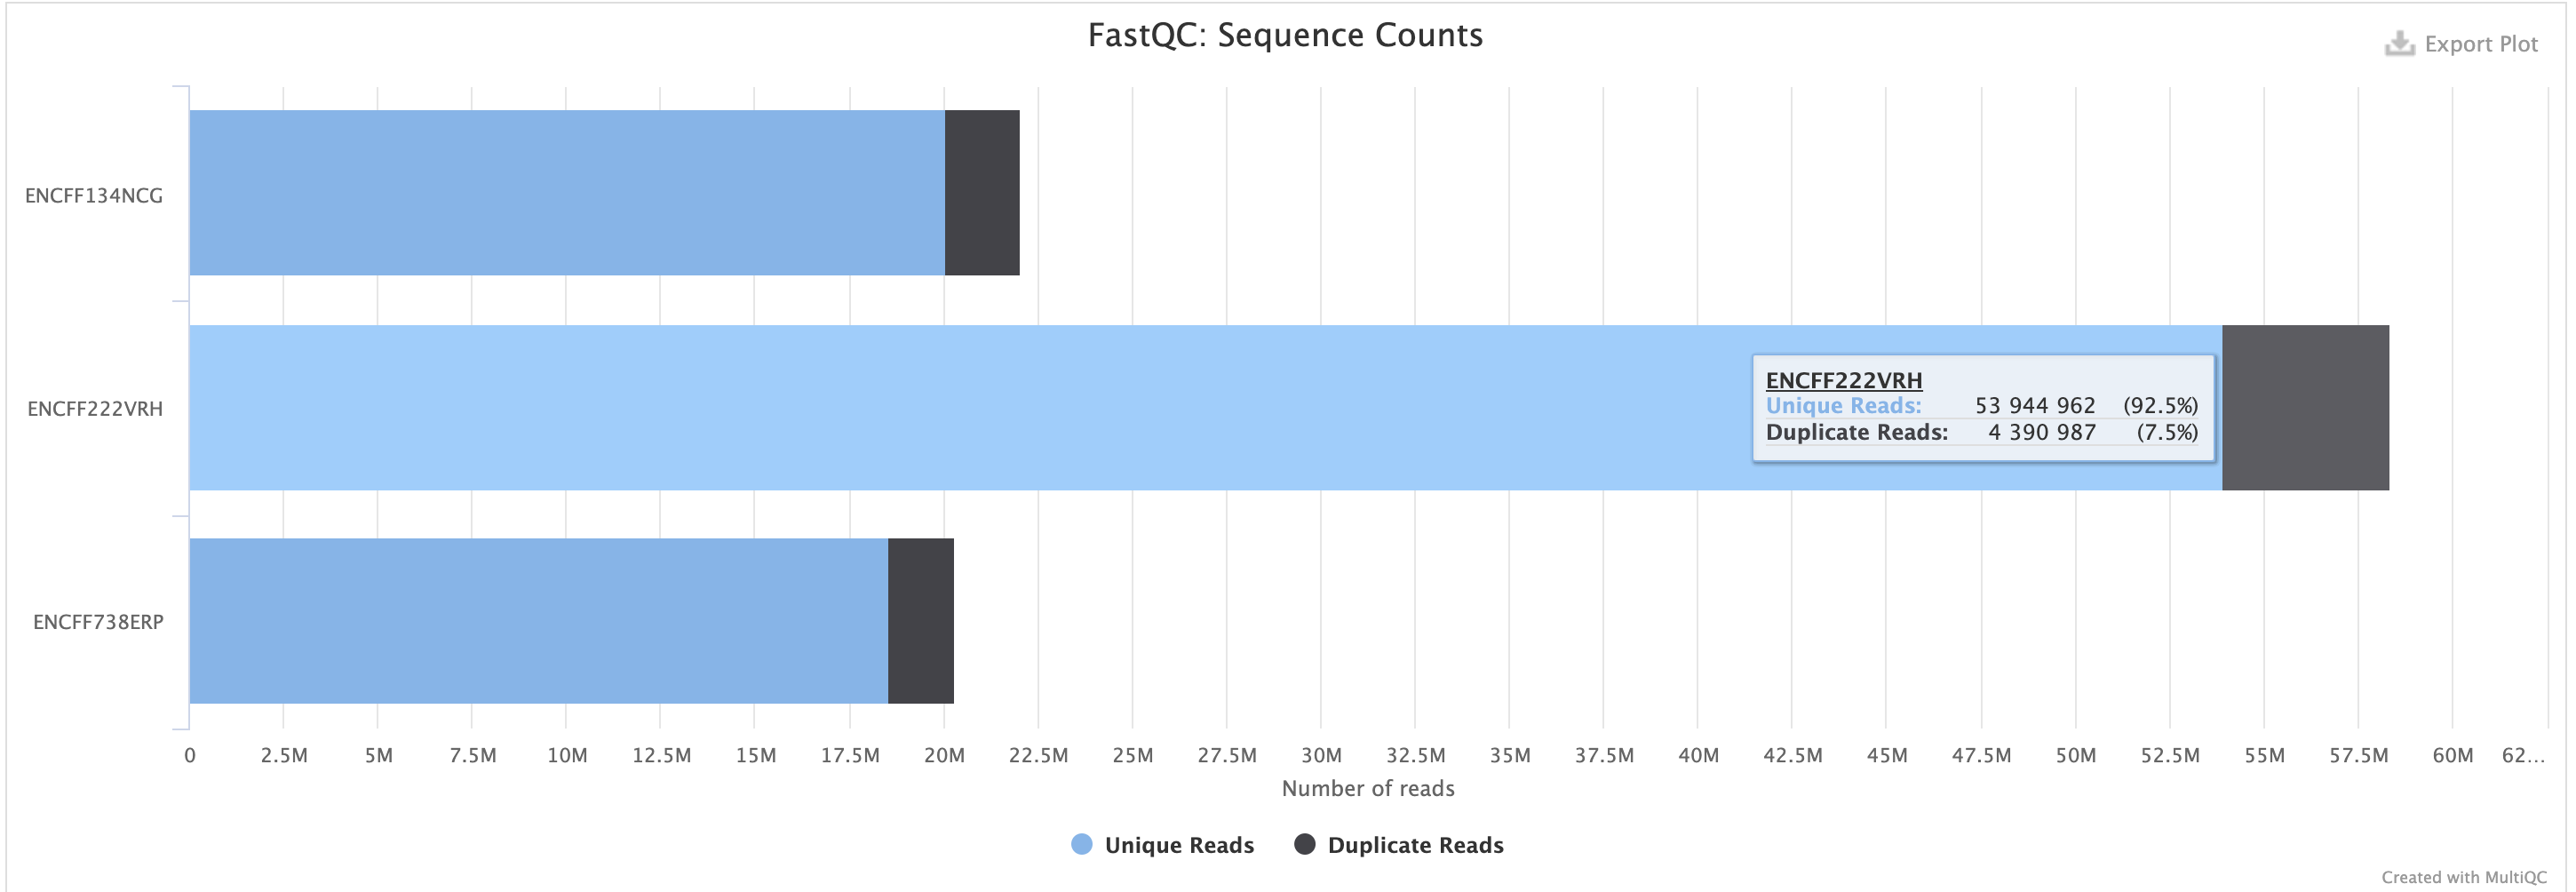 FastQC: Sequence Counts
Export Plot
ENCFF134NCG
ENCFF222VRH
ENCFF222VRH
Unique Reads: 53 944 962 (92.5%)
Duplicate Reads: 4 390 987 (7.5%)
ENCFF738ERP
0 2.5M 5M 7.5M 10M 12.5M 15M 17.5M 20M 22.5M 25M 27.5M 30M 32.5M 35M 37.5M 40M 42.5M 45M 47.5M 50M 52.5M 55M 57.5M 60M 62...
Number of reads
Unique Reads Duplicate Reads
Created with MultiQC